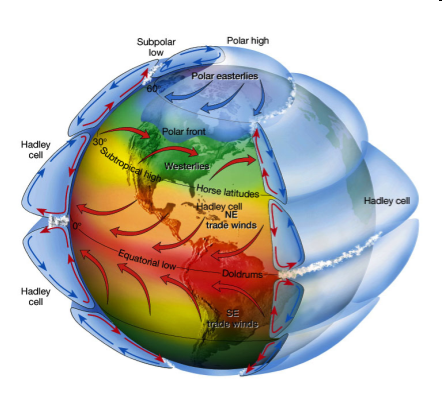 Subpolar
low
Polar high
Polar easterlies
60°
Polar front
30°
Hadley
cell
Subtropical high
Westerlies
Horse latitudes
Hadley cell
Hadley cell
NE
trade winds
0°
Equatorial low
Doldrums
Hadley
cell
SE
trade winds